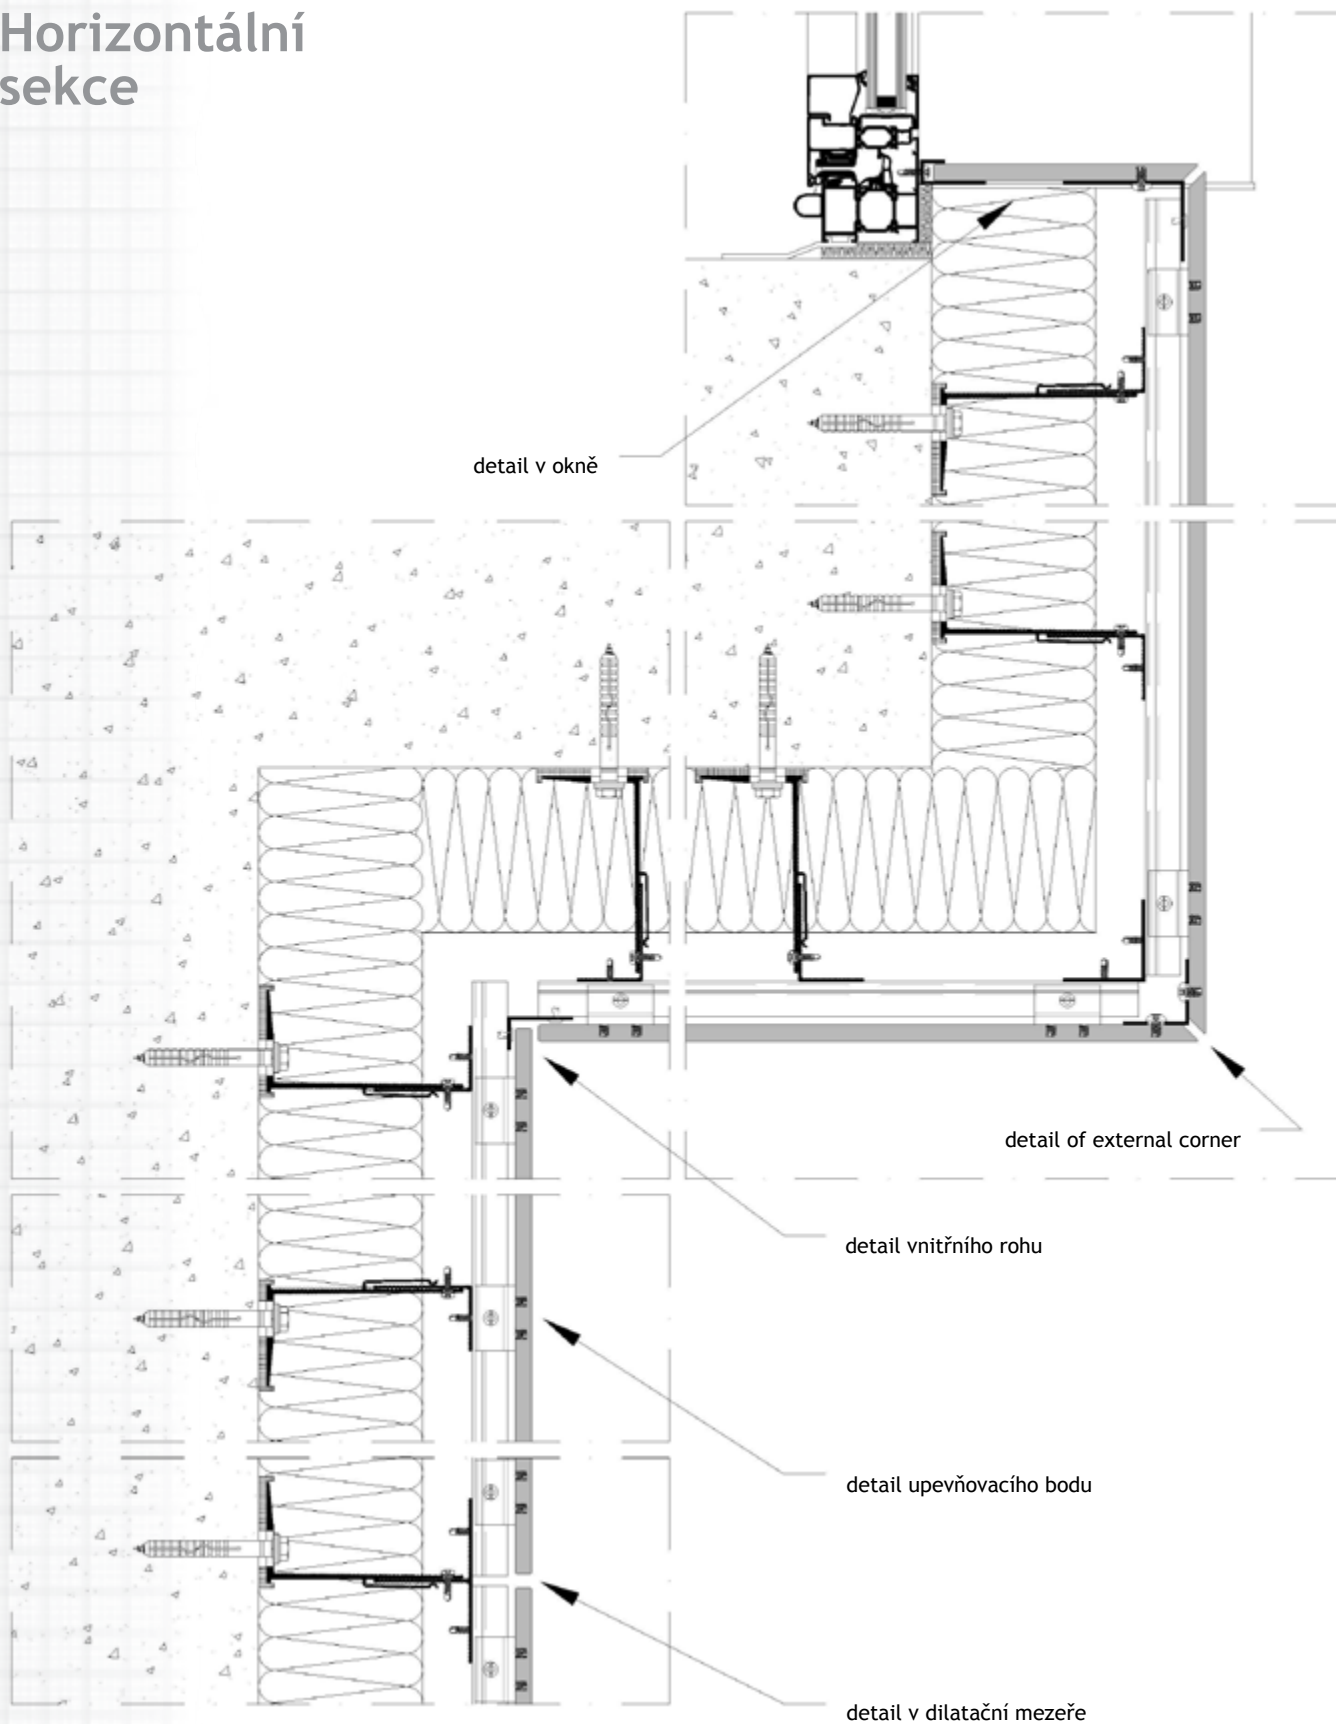 Horizontální
sekce
detail v okně
detail of external corner
detail vnitřního rohu
detail upevňovacího bodu
detail v dilatační mezeře